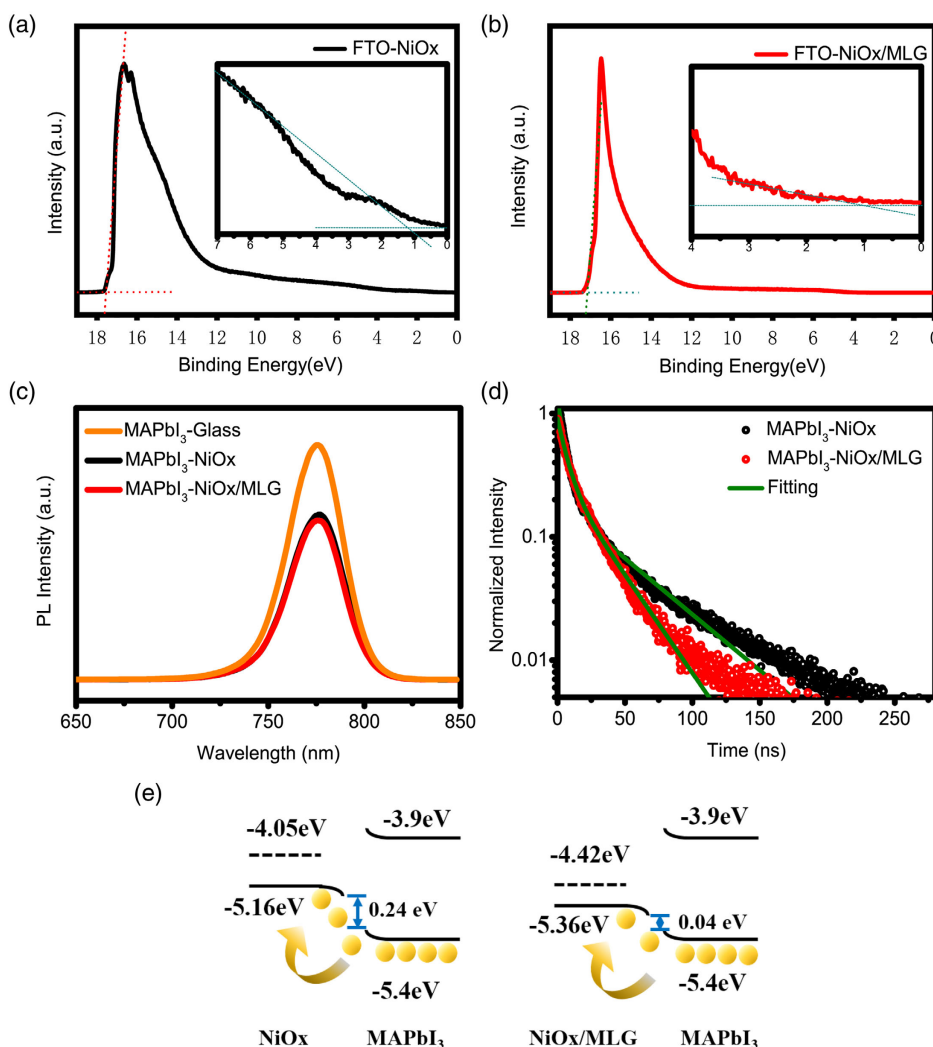 (a)
FTO-NiOx
Intensity (a.u.)
7 6 5 4 3 2 1 0
18 16 14 12 10 8 6 4 2 0
Binding Energy(eV)
(b)
FTO-NiOx/MLG
Intensity (a.u.)
4 3 2 1 0
18 16 14 12 10 8 6 4 2 0
Binding Energy(eV)
(c)
MAPbI3-Glass
MAPbI3-NiOx
MAPbI3-NiOx/MLG
PL Intensity (a.u.)
650 700 750 800 850
Wavelength (nm)
(d)
MAPbI3-NiOx
MAPbI3-NiOx/MLG
Fitting
Normalized Intensity
1
0.1
0.01
0 50 100 150 200 250
Time (ns)
(e)
-4.05eV
-3.9eV
-5.16eV
0.24 eV
-5.4eV
NiOx MAPbI3
-4.42eV
-3.9eV
-5.36eV
0.04 eV
-5.4eV
NiOx/MLG MAPbI3